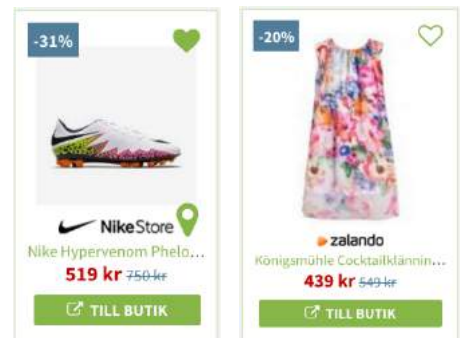 -31%
NikeStore
Nike Hypervenom Phelo...
519 kr 750 kr
TILL BUTIK
-20%
zalando
Königsmühle Cocktailklännin...
439 kr 549 kr
TILL BUTIK